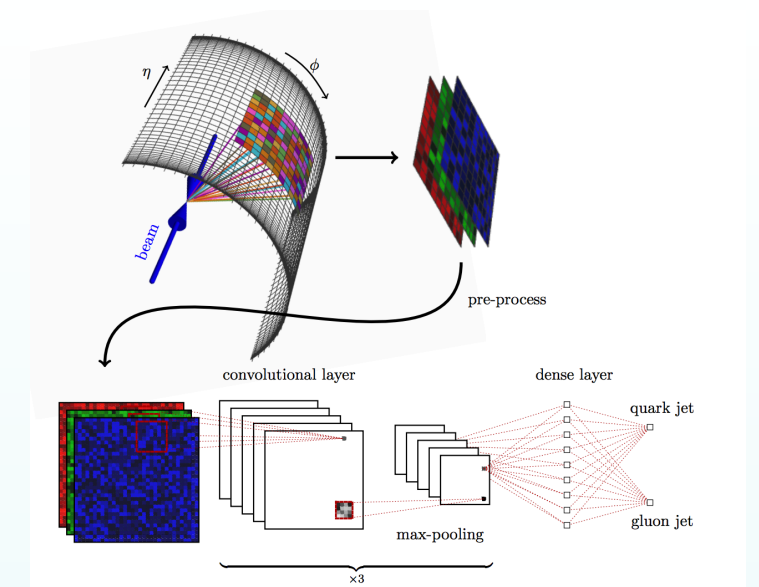 η
ϕ
beam
pre-process
convolutional layer
dense layer
quark jet
gluon jet
max-pooling
×3